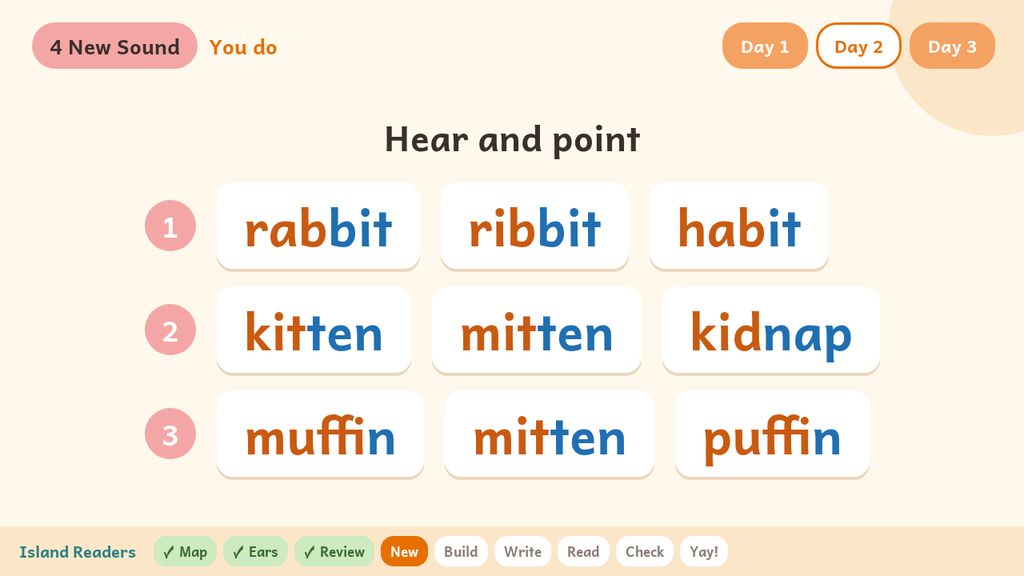 4 New Sound You do Day 1 Day 2 Day 3
Hear and point
1 rabbit ribbit habit
2 kitten mitten kidnap
3 muffin mitten puffin
Island Readers ✓ Map ✓ Ears ✓ Review New Build Write Read Check Yay!